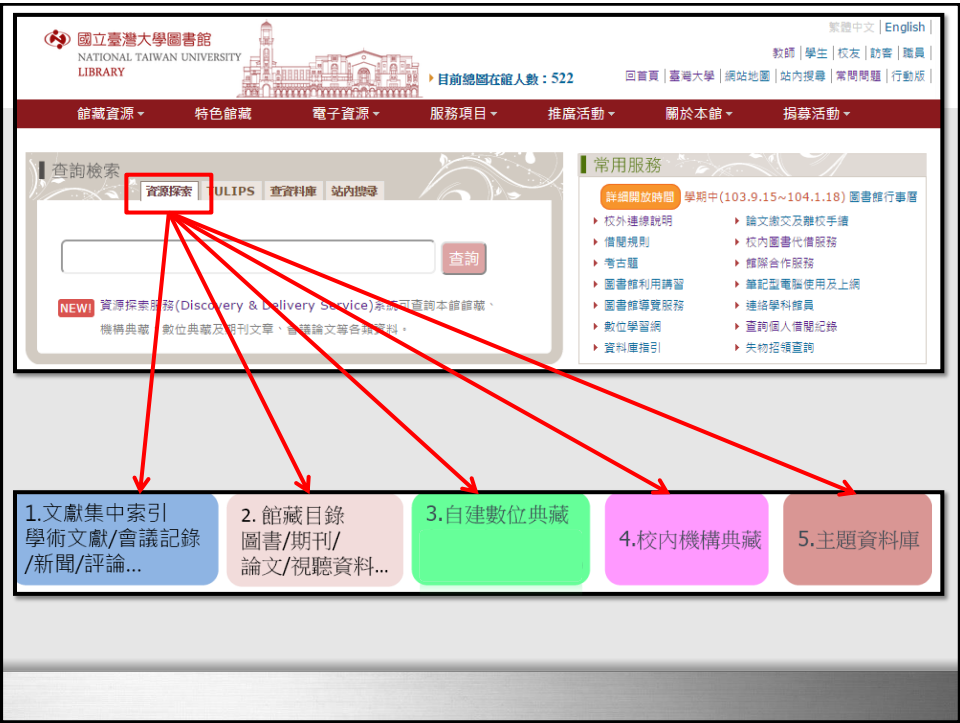 國立臺灣大學圖書館
NATIONAL TAIWAN UNIVERSITY
LIBRARY
繁體中文 | English |
教師 | 學生 | 校友 | 訪客 | 職員 |
目前總圖在館人數：522
回首頁 | 臺灣大學 | 網站地圖 | 站內搜尋 | 常問問題 | 行動版 |
館藏資源 特色館藏 電子資源 服務項目 推廣活動 關於本館 捐募活動
查詢檢索
資源探索 TULIPS 查資料庫 站內搜尋
查詢
NEW! 資源探索服務(Discovery & Delivery Service)系統可查詢本館館藏、
機構典藏、數位典藏及期刊文章、會議論文等各類資料。
常用服務
詳細開放時間 學期中(103.9.15~104.1.18) 圖書館行事曆
校外連線說明 論文繳交及離校手續
借閱規則 校內圖書代借服務
考古題 館際合作服務
圖書館利用講習 筆記型電腦使用及上網
圖書館導覽服務 連絡學科館員
數位學習網 查詢個人借閱紀錄
資料庫指引 失物招領查詢
1.文獻集中索引
學術文獻/會議記錄
/新聞/評論...
2. 館藏目錄
圖書/期刊/
論文/視聽資料...
3.自建數位典藏
4.校內機構典藏
5.主題資料庫